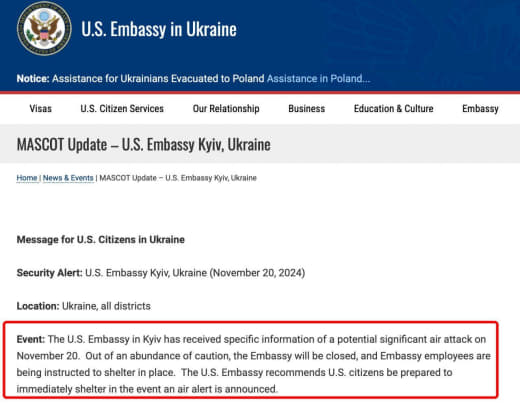 U.S. Embassy in Ukraine
Notice: Assistance for Ukrainians Evacuated to Poland Assistance in Poland...
Visas U.S. Citizen Services Our Relationship Business Education & Culture Embassy
MASCOT Update – U.S. Embassy Kyiv, Ukraine
Home | News & Events | MASCOT Update – U.S. Embassy Kyiv, Ukraine
Message for U.S. Citizens in Ukraine
Security Alert: U.S. Embassy Kyiv, Ukraine (November 20, 2024)
Location: Ukraine, all districts
Event: The U.S. Embassy in Kyiv has received specific information of a potential significant air attack on
November 20. Out of an abundance of caution, the Embassy will be closed, and Embassy employees are
being instructed to shelter in place. The U.S. Embassy recommends U.S. citizens be prepared to
immediately shelter in the event an air alert is announced.